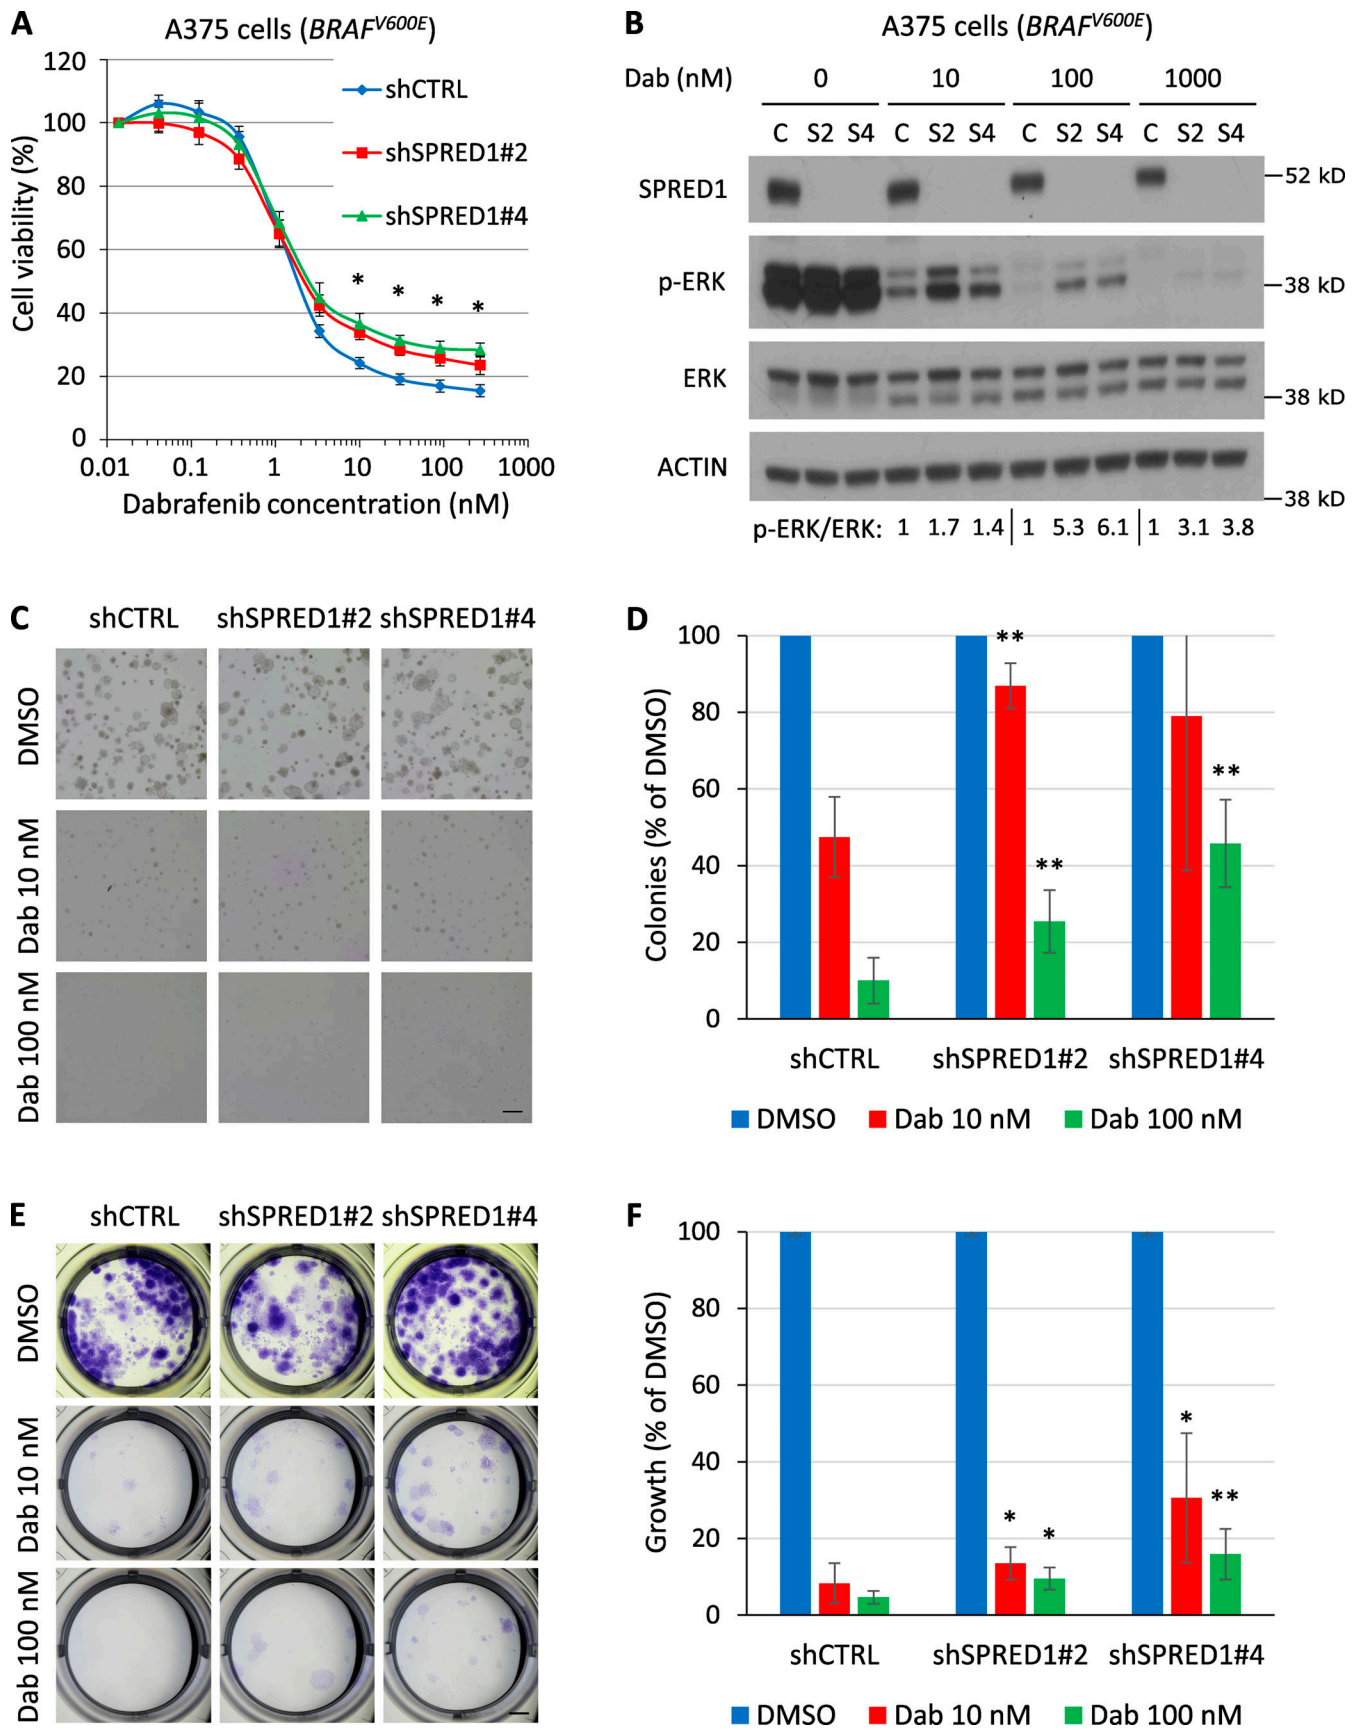 A
A375 cells (BRAFV600E)
120
100
80
60
40
20
0
0.01 0.1 1 10 100 1000
Cell viability (%)
Dabrafenib concentration (nM)
shCTRL
shSPRED1#2
shSPRED1#4
* * * *
B
A375 cells (BRAFV600E)
Dab (nM) 0 10 100 1000
C S2 S4 C S2 S4 C S2 S4 C S2 S4
SPRED1 52 kD
p-ERK 38 kD
ERK 38 kD
ACTIN
38 kD
p-ERK/ERK: 1 1.7 1.4 1 5.3 6.1 1 3.1 3.8
C
shCTRL shSPRED1#2 shSPRED1#4
DMSO
Dab 10 nM
Dab 100 nM
D
100
80
60
40
20
0
Colonies (% of DMSO)
** ** **
shCTRL shSPRED1#2 shSPRED1#4
DMSO Dab 10 nM Dab 100 nM
E
shCTRL shSPRED1#2 shSPRED1#4
DMSO
Dab 10 nM
Dab 100 nM
F
100
80
60
40
20
0
Growth (% of DMSO)
* * * **
shCTRL shSPRED1#2 shSPRED1#4
DMSO Dab 10 nM Dab 100 nM